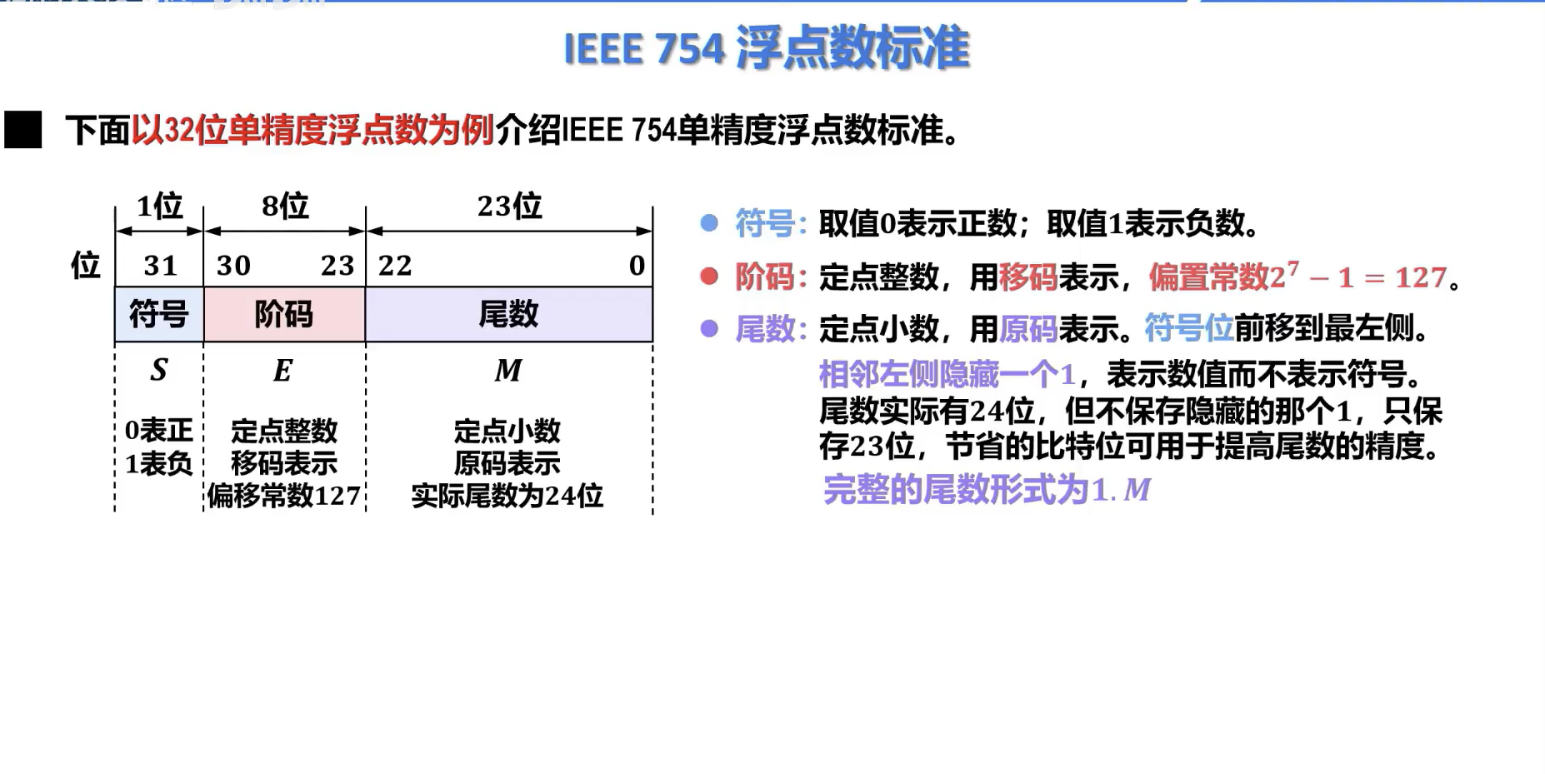 IEEE 754 浮点数标准
下面以32位单精度浮点数为例介绍IEEE 754单精度浮点数标准。
1位 8位 23位
位 31 30 23 22 0
符号 阶码 尾数
S E M
0表正 定点整数 定点小数
1表负 移码表示 原码表示
偏移常数127 实际尾数为24位
符号：取值0表示正数；取值1表示负数。
阶码：定点整数，用移码表示，偏置常数2⁷ − 1 = 127。
尾数：定点小数，用原码表示。符号位前移到最左侧。
相邻左侧隐藏一个1，表示数值而不表示符号。
尾数实际有24位，但不保存隐藏的那个1，只保
存23位，节省的比特位可用于提高尾数的精度。
完整的尾数形式为1. M